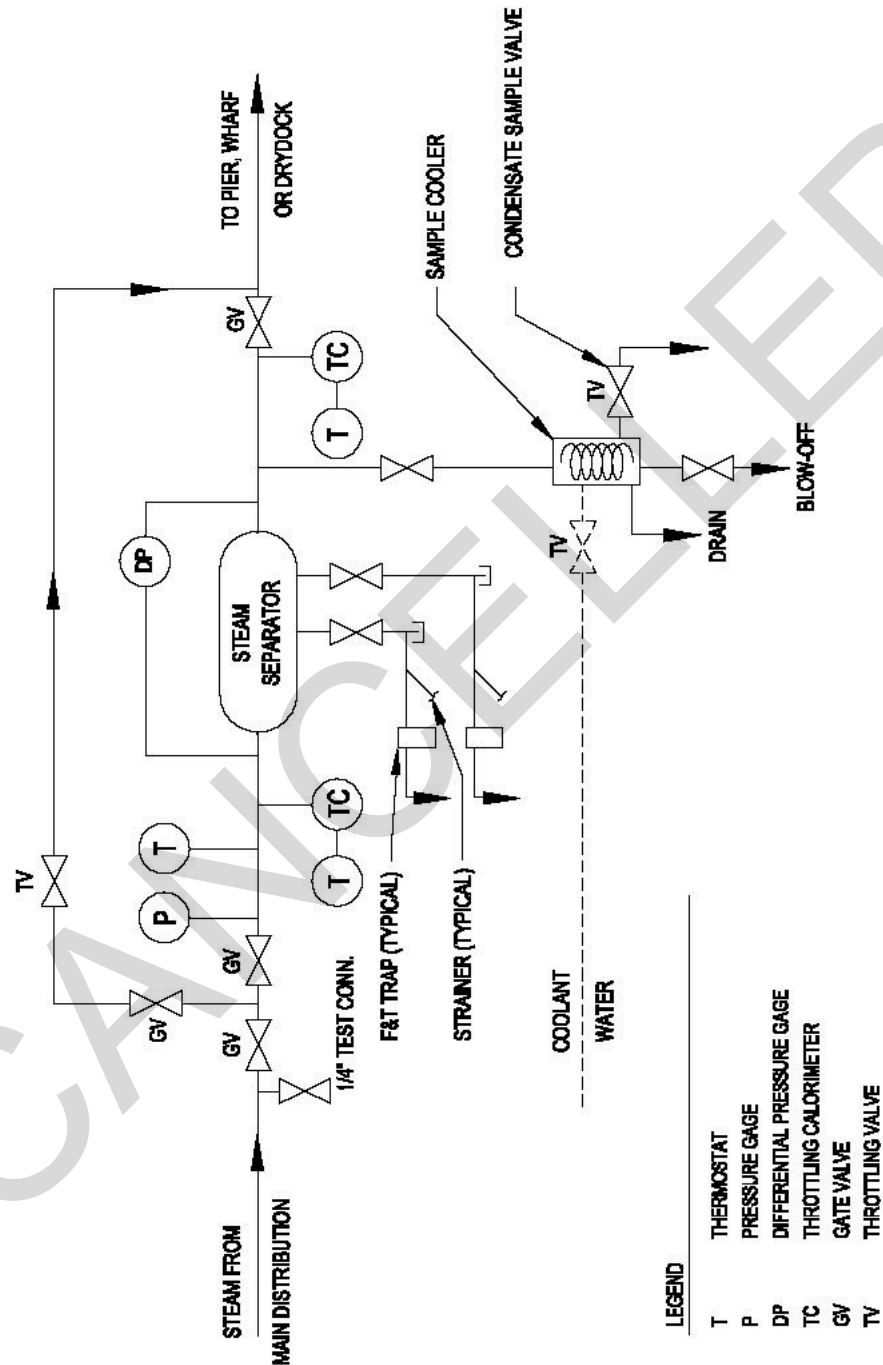 CANCELLED
STEAM FROM
MAIN DISTRIBUTION
1/4" TEST CONN.
GV
GV
GV
TV
P
T
T
TC
DP
STEAM
SEPARATOR
F&T TRAP (TYPICAL)
STRAINER (TYPICAL)
T
TC
GV
TO PIER, WHARF
OR DRYDOCK
COOLANT
WATER
TV
SAMPLE COOLER
CONDENSATE SAMPLE VALVE
TV
DRAIN
BLOW-OFF
LEGEND
T THERMOSTAT
P PRESSURE GAGE
DP DIFFERENTIAL PRESSURE GAGE
TC THROTTLING CALORIMETER
GV GATE VALVE
TV THROTTLING VALVE